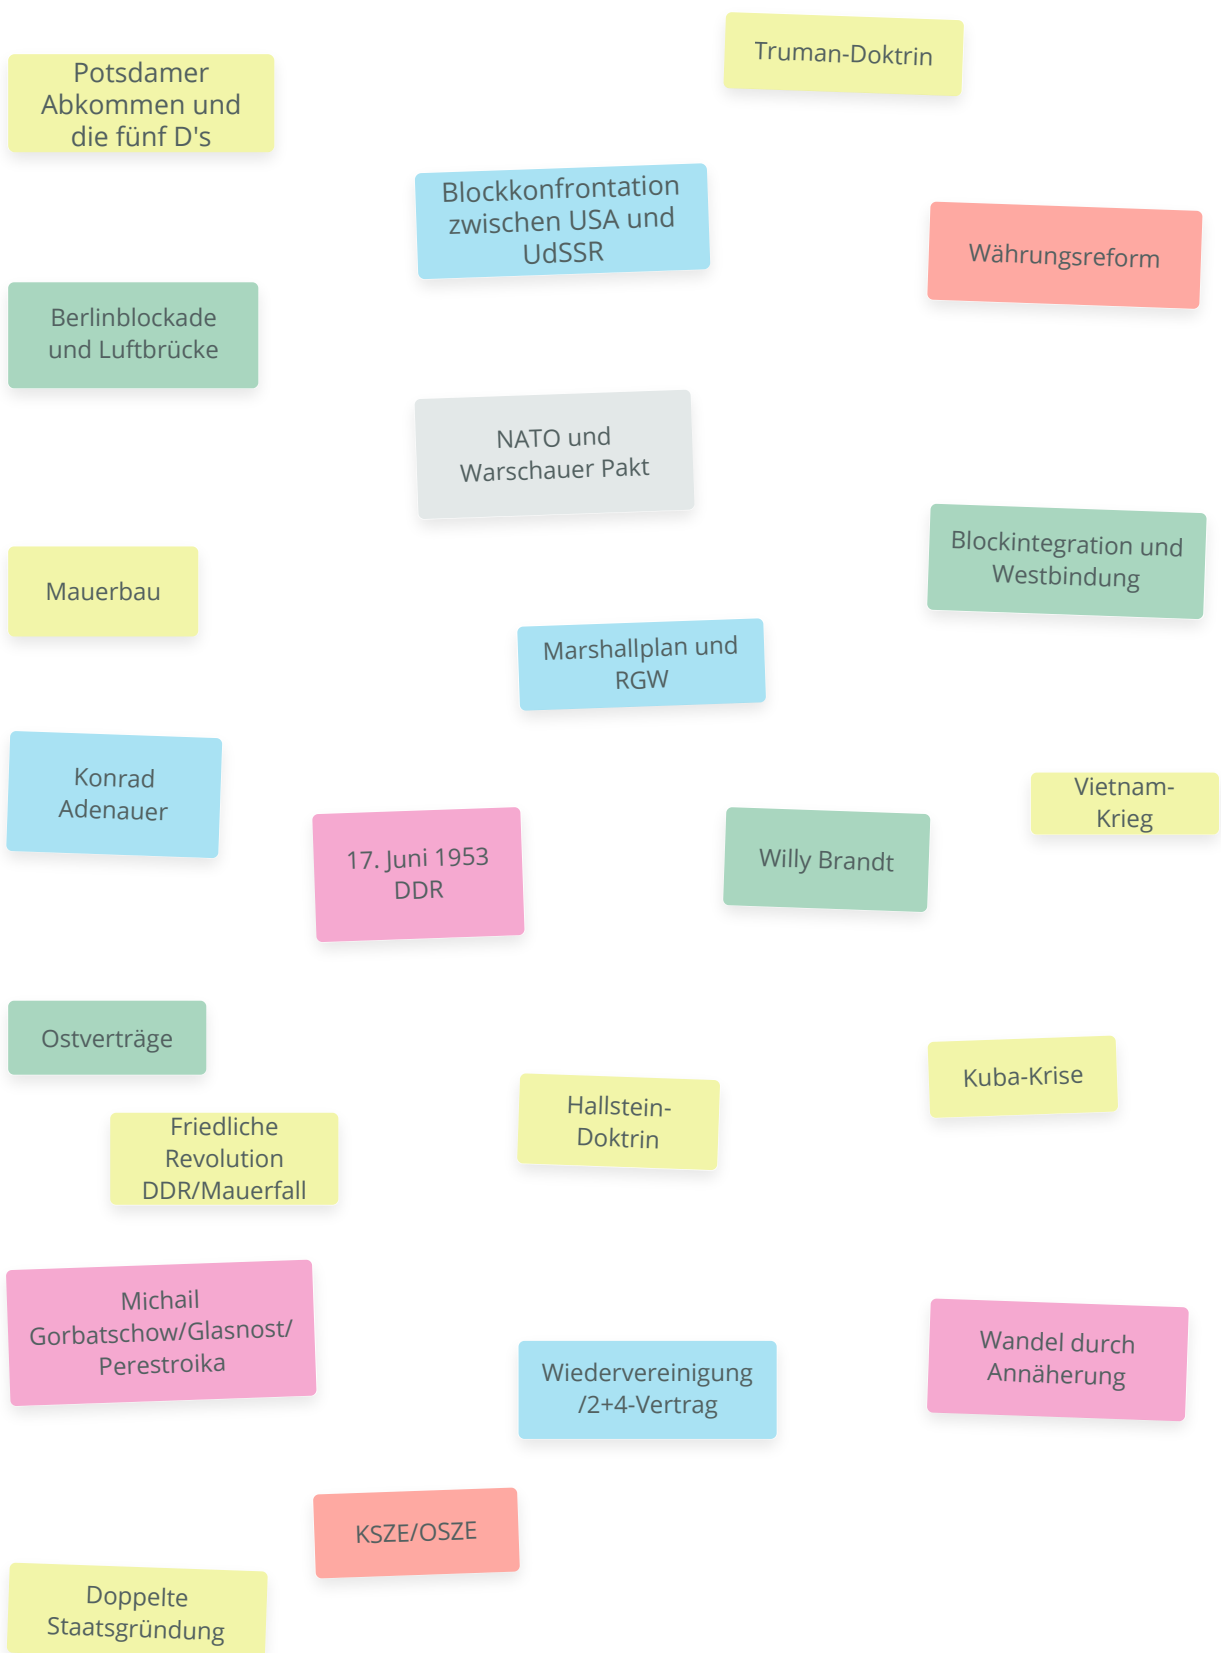 Truman-Doktrin
Potsdamer
Abkommen und
die fünf D's
Blockkonfrontation
zwischen USA und
UdSSR
Währungsreform
Berlinblockade
und Luftbrücke
NATO und
Warschauer Pakt
Blockintegration und
Westbindung
Mauerbau
Marshallplan und
RGW
Konrad
Adenauer
Vietnam-
Krieg
17. Juni 1953
DDR
Willy Brandt
Ostverträge
Kuba-Krise
Hallstein-
Doktrin
Friedliche
Revolution
DDR/Mauerfall
Michail
Gorbatschow/Glasnost/
Perestroika
Wandel durch
Annäherung
Wiedervereinigung
/2+4-Vertrag
KSZE/OSZE
Doppelte
Staatsgründung